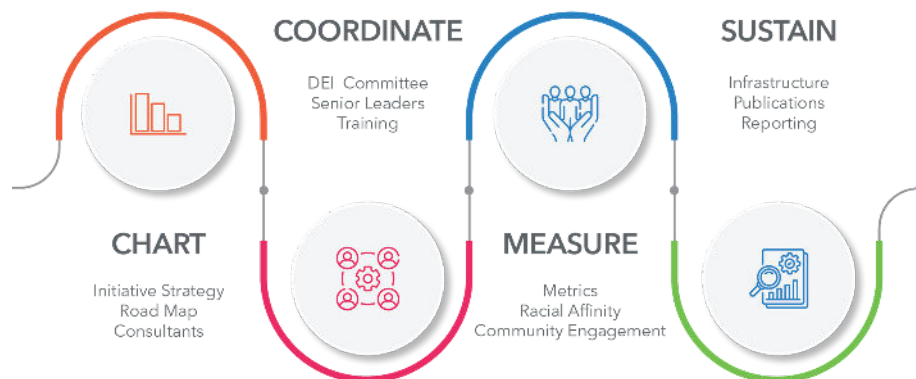 COORDINATE
DEI Committee
Senior Leaders
Training
SUSTAIN
Infrastructure
Publications
Reporting
CHART
Initiative Strategy
Road Map
Consultants
MEASURE
Metrics
Racial Affinity
Community Engagement